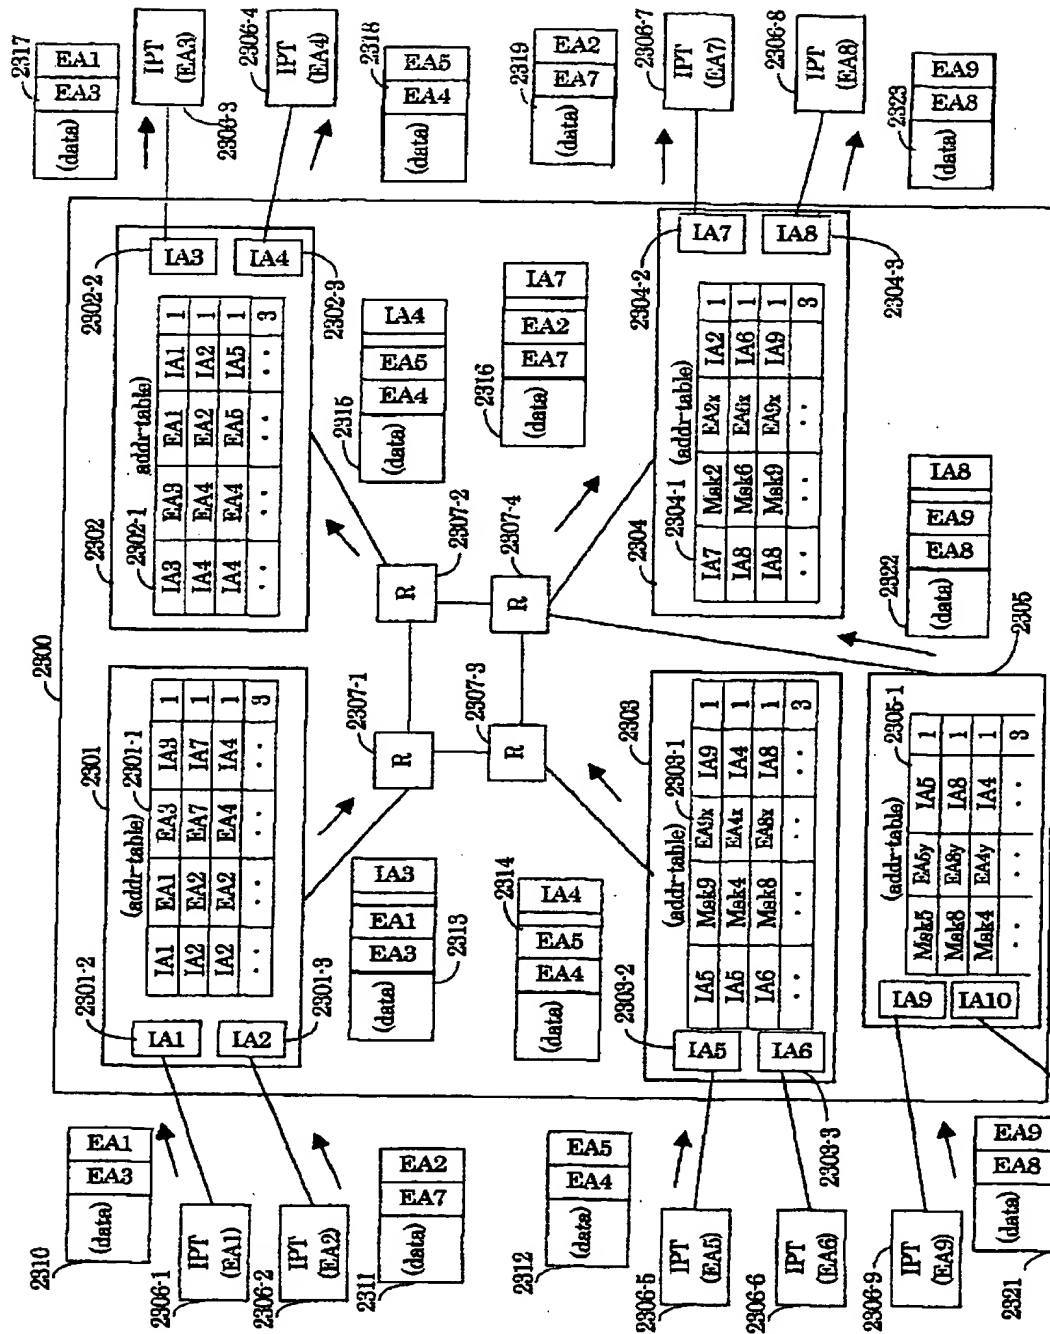 2310
EA1
EA3
(data)
2306-1
IPT
(EA1)
2306-2
IPT
(EA2)
2311
EA2
EA7
(data)
2312
EA5
EA4
(data)
2306-5
IPT
(EA5)
2306-6
IPT
(EA6)
2306-9
IPT
(EA9)
2321
EA9
EA8
(data)
2300
2301
2301-2
IA1
2301-3
IA2
(addr-table)
2301-1
IA1 EA1 EA3 IA3 1
IA2 EA2 EA7 IA7 1
IA2 EA2 EA4 IA4 1
. . . . . . . . 3
2313
IA3
EA1
EA3
(data)
2314
IA4
EA5
EA4
(data)
2303
2303-2
IA5
2303-3
IA6
(addr-table)
2303-1
IA5 Msk9 EA9x IA9 1
IA5 Msk4 EA4x IA4 1
IA6 Msk8 EA8x IA8 1
. . . . . . . . 3
2305
IA9
IA10
(addr-table)
2305-1
Msk5 EA5y IA5 1
Msk8 EA8y IA8 1
Msk4 EA4y IA4 1
. . . . . . 3
2307-1
R
2307-2
R
2307-3
R
2307-4
R
2302
2302-1
addr-table)
IA3 EA3 EA1 IA1 1
IA4 EA4 EA2 IA2 1
IA4 EA4 EA5 IA5 1
. . . . . . . . 3
2302-2
IA3
2302-3
IA4
2315
IA4
EA5
EA4
(data)
2316
IA7
EA2
EA7
(data)
2304
2304-1
(addr-table)
IA7 Msk2 EA2x IA2 1
IA8 Msk6 EA6x IA6 1
IA8 Msk9 EA9x IA9 1
. . . . . . . . 3
2304-2
IA7
2304-3
IA8
2322
IA8
EA9
EA8
(data)
2317
EA1
EA3
(data)
IPT
(EA3)
2306-3
2306-4
IPT
(EA4)
2318
EA5
EA4
(data)
2319
EA2
EA7
(data)
2306-7
IPT
(EA7)
2306-8
IPT
(EA8)
2323
EA9
EA8
(data)